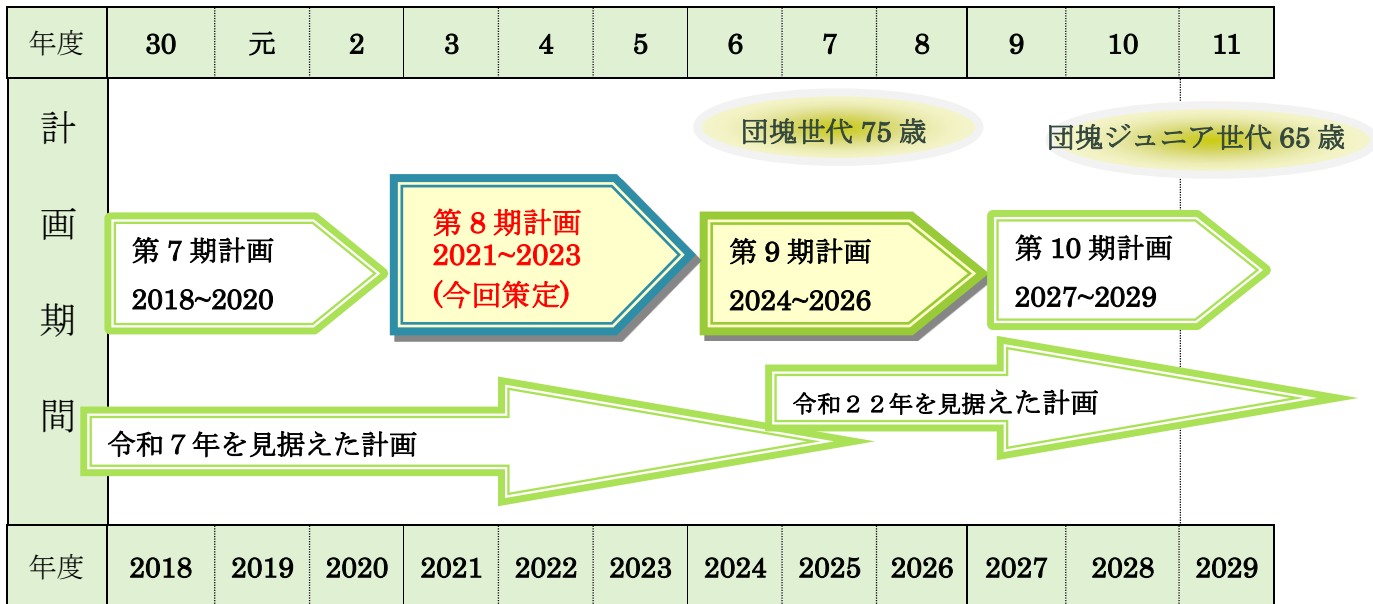 年度 30 元 2 3 4 5 6 7 8 9 10 11
計画期間
団塊世代 75 歳
団塊ジュニア世代 65 歳
第 7 期計画
2018~2020
第 8 期計画
2021~2023
(今回策定)
第 9 期計画
2024~2026
第 10 期計画
2027~2029
令和７年を見据えた計画
令和２２年を見据えた計画
年度 2018 2019 2020 2021 2022 2023 2024 2025 2026 2027 2028 2029